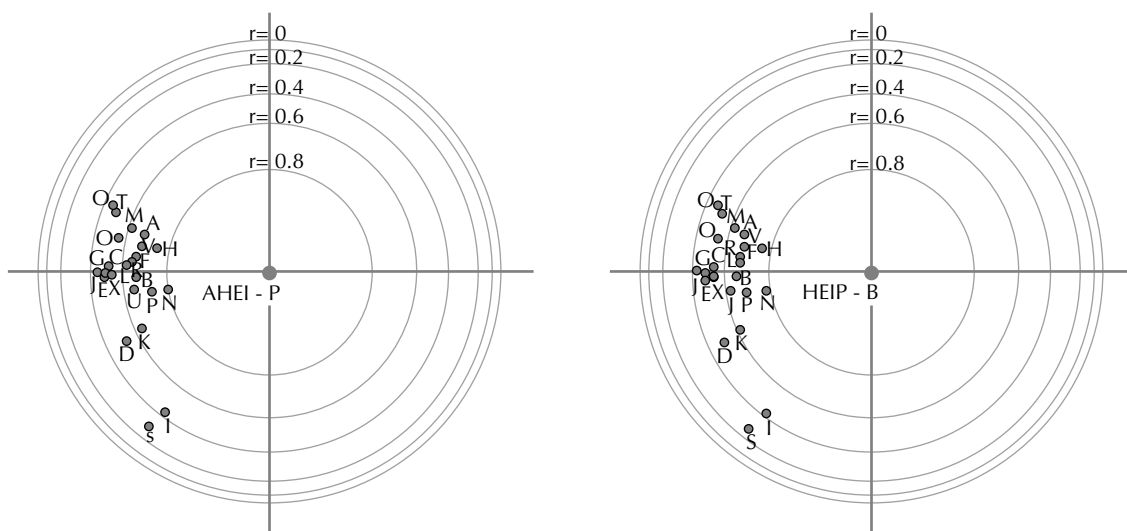 r= 0
r= 0.2
r= 0.4
r= 0.6
r= 0.8
O T
M A
O
V H
G C F
R
J E X L B
U P N
AHEI - P
K
D
I
s
r= 0
r= 0.2
r= 0.4
r= 0.6
r= 0.8
O T
M A
O V
R H
G C L F
J E X B
J P N
HEIP - B
K
D
I
S